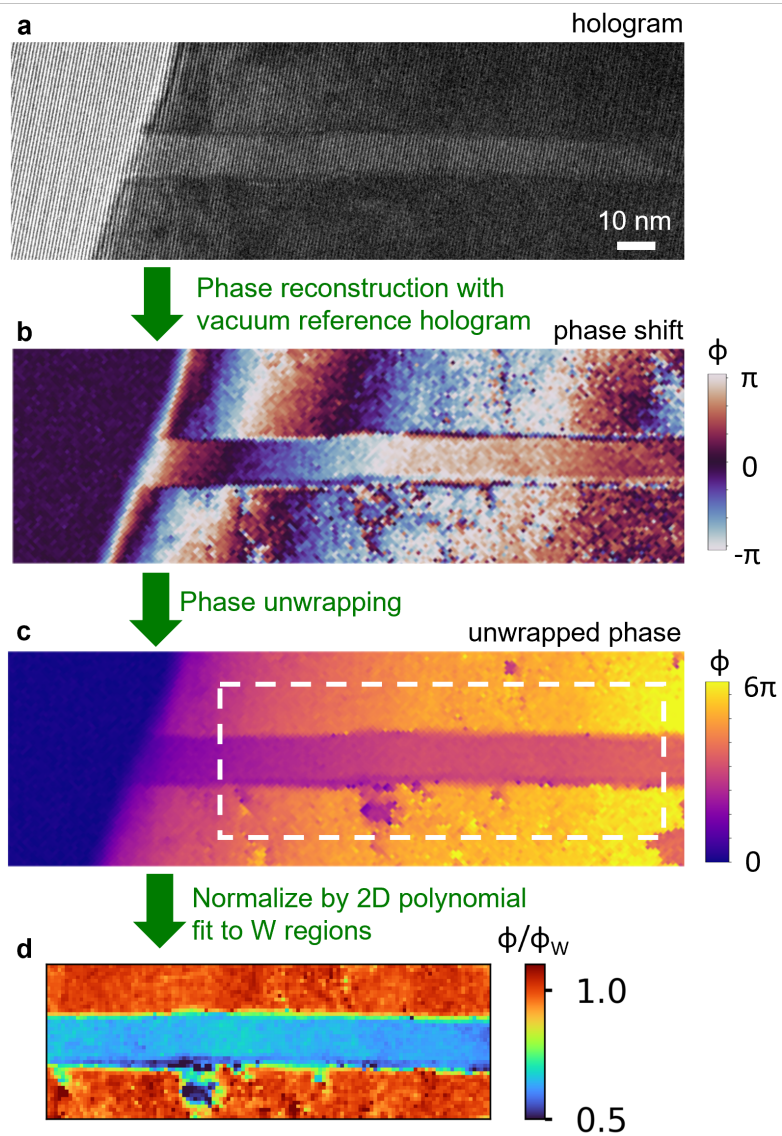 a
hologram
10 nm
Phase reconstruction with
vacuum reference hologram
b
phase shift
ϕ
π
0
-π
Phase unwrapping
c
unwrapped phase
ϕ
6π
0
Normalize by 2D polynomial
fit to W regions
d
ϕ/ϕW
1.0
0.5